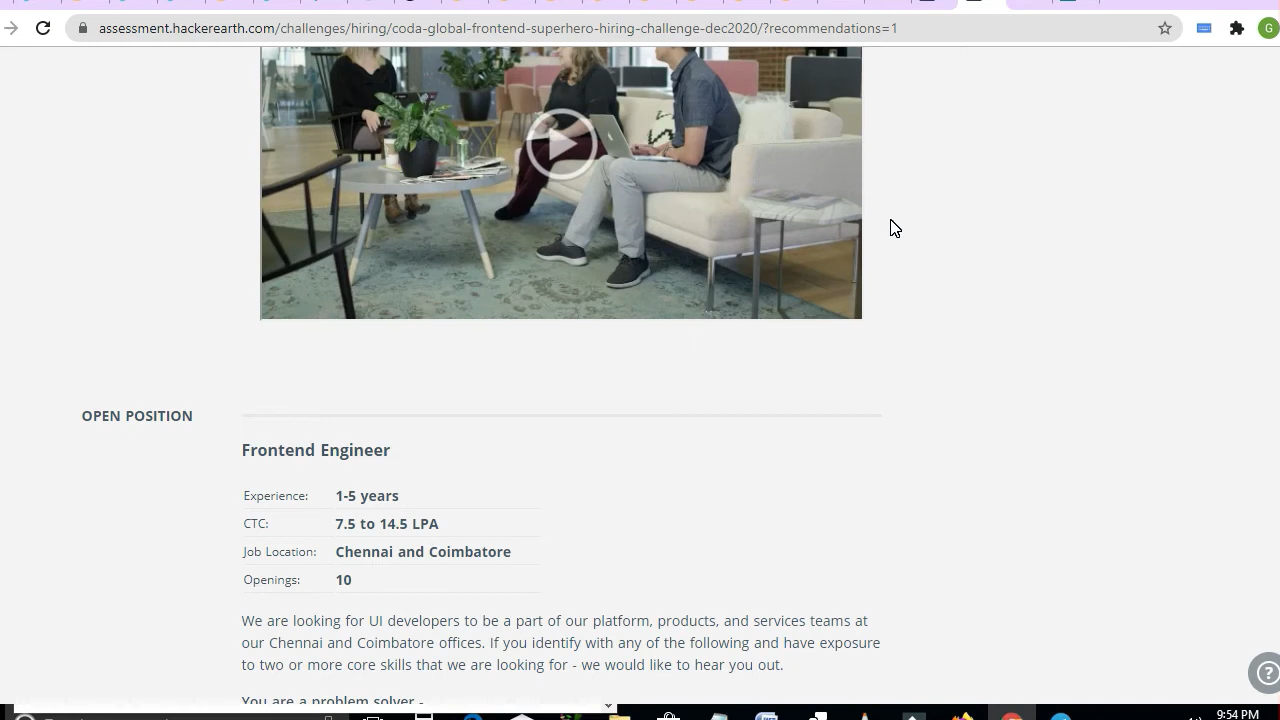 assessment.hackerearth.com/challenges/hiring/coda-global-frontend-superhero-hiring-challenge-dec2020/?recommendations=1
G
OPEN POSITION
Frontend Engineer
Experience: 1-5 years
CTC: 7.5 to 14.5 LPA
Job Location: Chennai and Coimbatore
Openings: 10
We are looking for UI developers to be a part of our platform, products, and services teams at
our Chennai and Coimbatore offices. If you identify with any of the following and have exposure
to two or more core skills that we are looking for - we would like to hear you out.
You are a problem solver -
?
9:54 PM